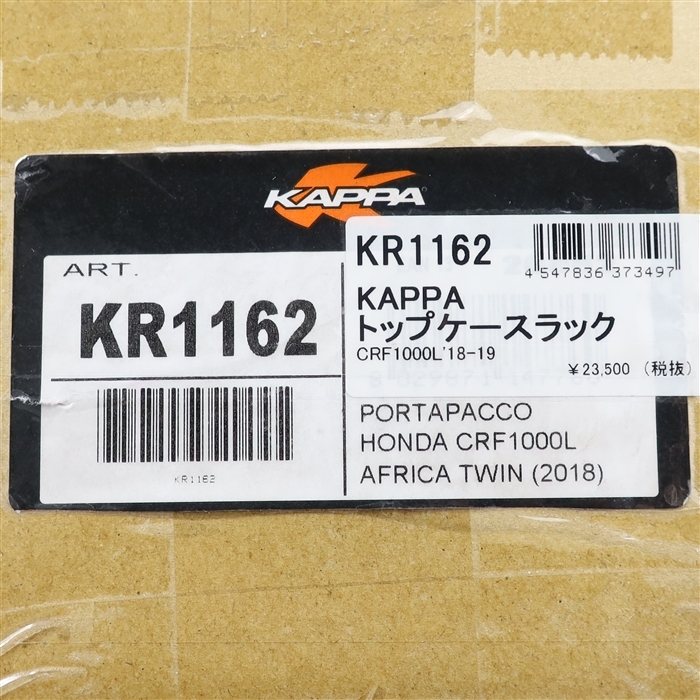 KAPPA
ART.
KR1162
KR1162
KR1162
4 547836 373497
KAPPA
トップケースラック
CRF1000L'18-19
￥23,500 (税抜)
PORTAPACCO
HONDA CRF1000L
AFRICA TWIN (2018)